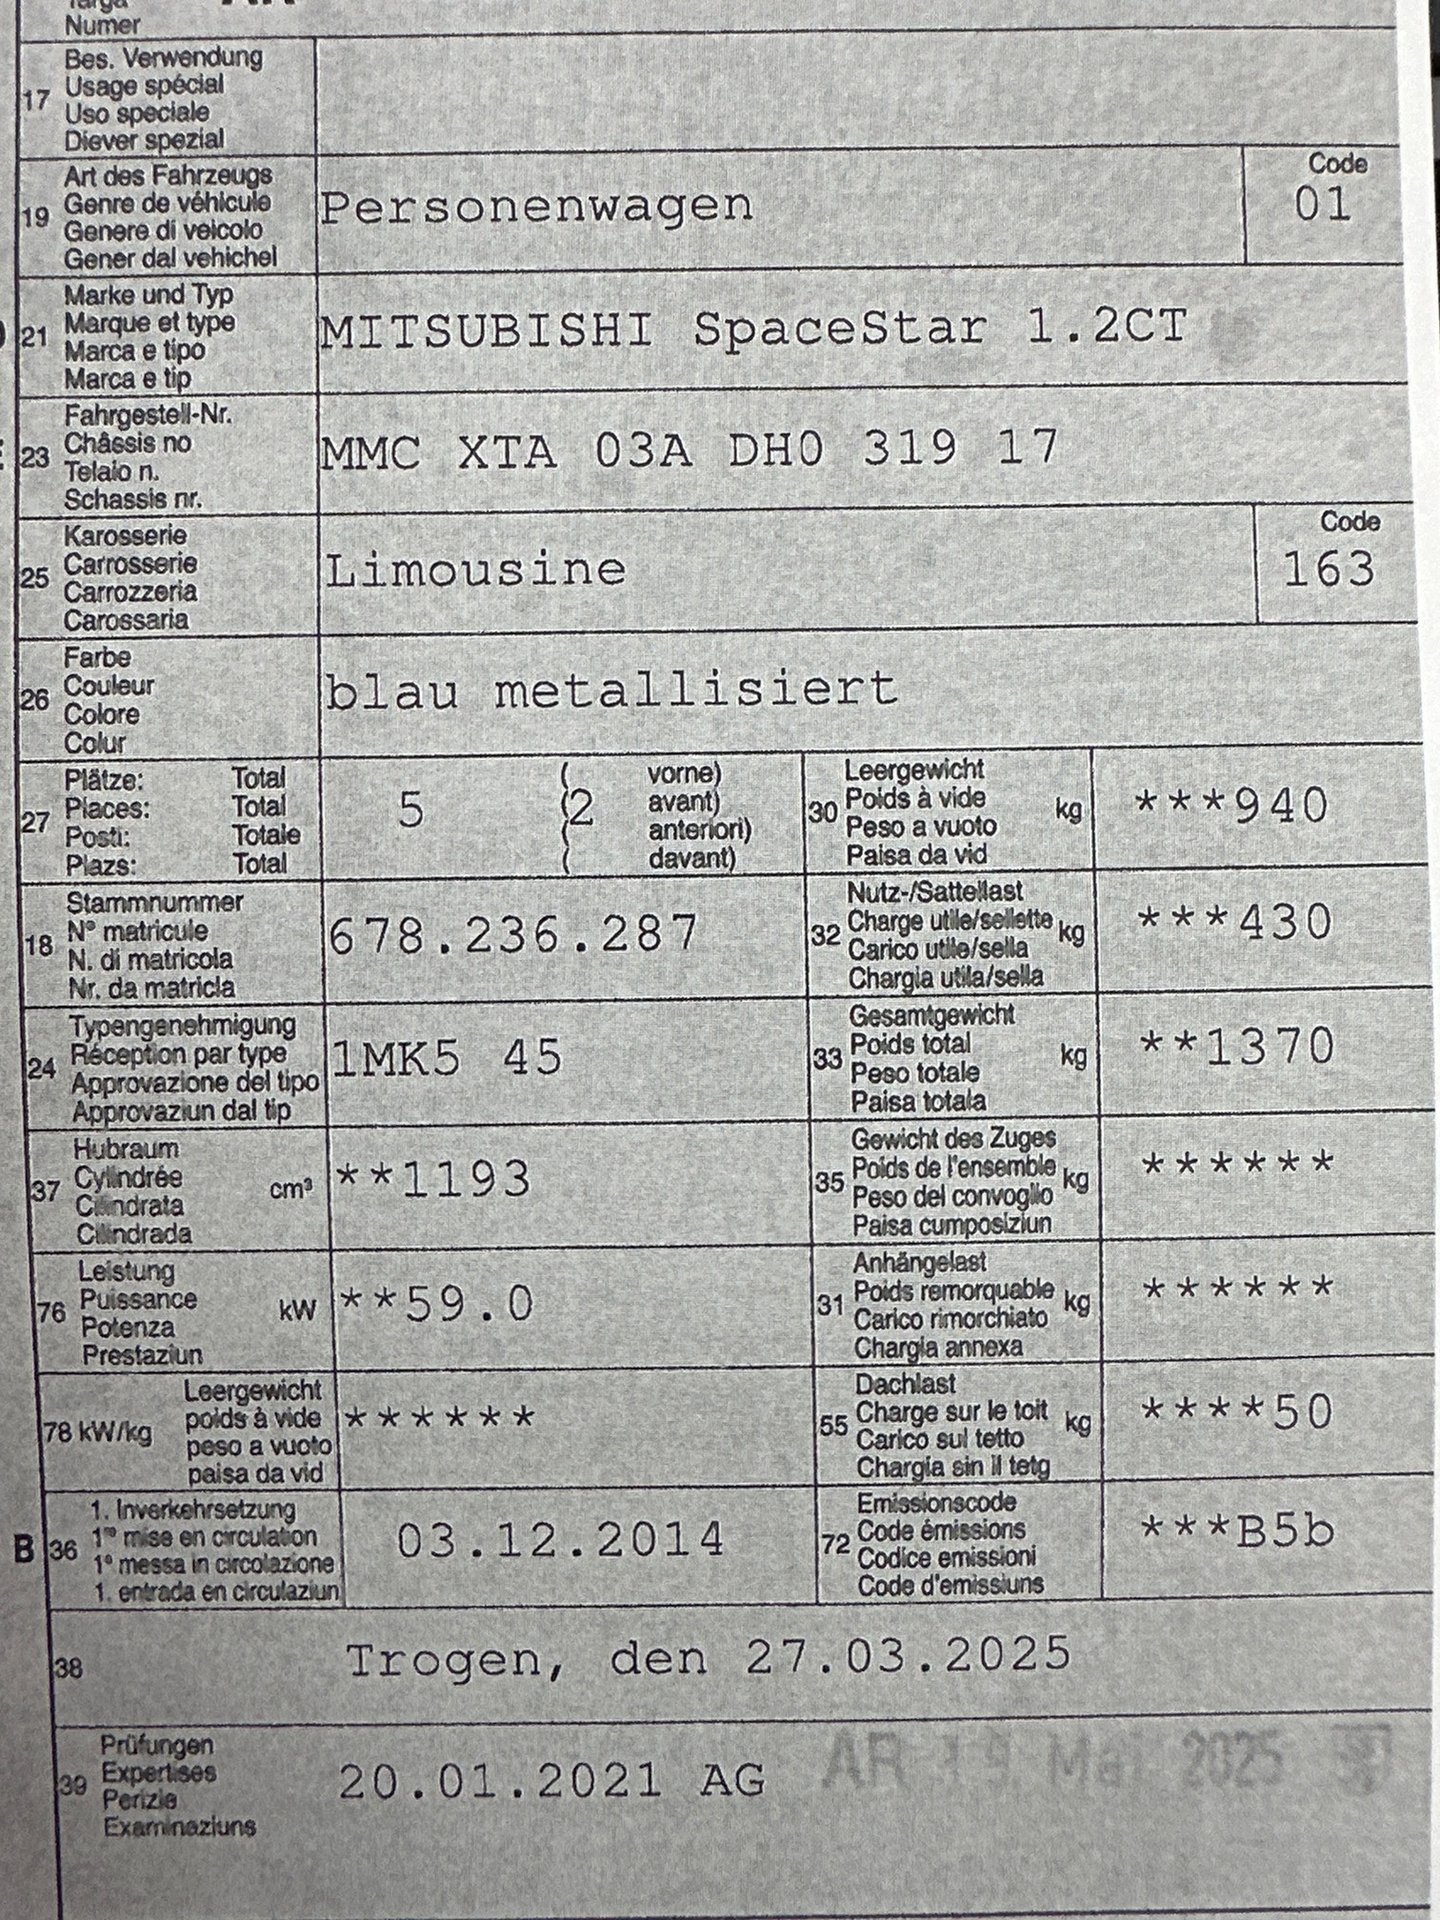 Targa
Numer
17
Bes. Verwendung
Usage spécial
Uso speciale
Diever spezial
19
Art des Fahrzeugs
Genre de véhicule
Genere di veicolo
Gener dal vehichel
Personenwagen
Code
01
21
Marke und Typ
Marque et type
Marca e tipo
Marca e tip
MITSUBISHI SpaceStar 1.2CT
23
Fahrgestell-Nr.
Châssis no
Telaio n.
Schassis nr.
MMC XTA 03A DH0 319 17
25
Karosserie
Carrosserie
Carrozzeria
Carossaria
Limousine
Code
163
26
Farbe
Couleur
Colore
Colur
blau metallisiert
27
Plätze: Total
Places: Total
Posti: Totale
Plazs: Total
5
( vorne)
(2 avant)
( anteriori)
( davant)
30
Leergewicht
Poids à vide kg
Peso a vuoto
Paisa da vid
***940
18
Stammnummer
N° matricule
N. di matricola
Nr. da matricla
678.236.287
32
Nutz-/Sattellast
Charge utile/sellette kg
Carico utile/sella
Chargia utila/sella
***430
24
Typengenehmigung
Réception par type
Approvazione del tipo
Approvaziun dal tip
1MK5 45
33
Gesamtgewicht
Poids total kg
Peso totale
Paisa totala
**1370
37
Hubraum
Cylindrée cm³
Cilindrata
Cilindrada
**1193
35
Gewicht des Zuges
Poids de l'ensemble kg
Peso del convoglio
Paisa cumposiziun
******
76
Leistung
Puissance kW
Potenza
Prestaziun
**59.0
31
Anhängelast
Poids remorquable kg
Carico rimorchiato
Chargia annexa
******
78 kW/kg
Leergewicht
poids à vide
peso a vuoto
paisa da vid
******
55
Dachlast
Charge sur le toit kg
Carico sul tetto
Chargia sin il tetg
****50
B 36
1. Inverkehrsetzung
1re mise en circulation
1a messa in circolazione
1. entrada en circulaziun
03.12.2014
72
Emissionscode
Code émissions
Codice emissioni
Code d'emissiuns
***B5b
38
Trogen, den 27.03.2025
39
Prüfungen
Expertises
Perizie
Examinaziuns
20.01.2021 AG
AR 9 Mai 2025